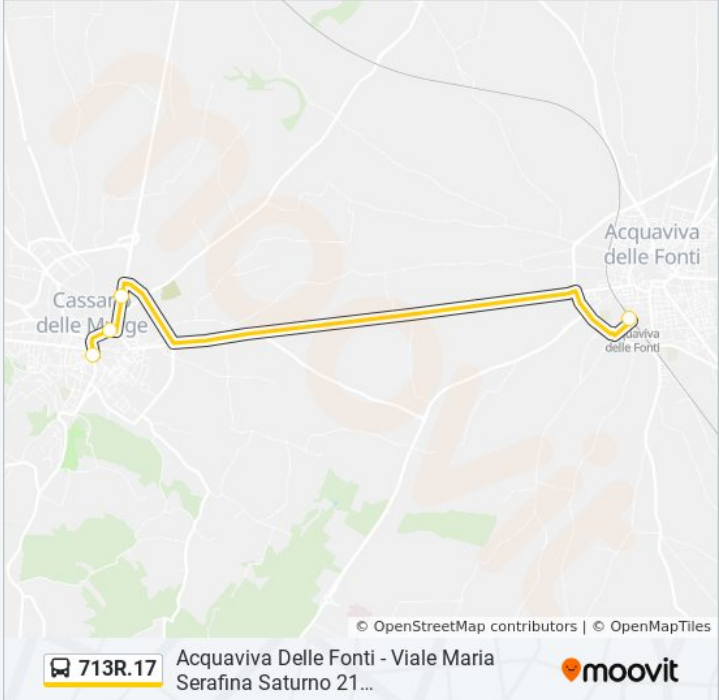 moovit
Acquaviva
delle Fonti
Cassano
delle Murge
delle Fonti
© OpenStreetMap contributors | © OpenMapTiles
713R.17
Acquaviva Delle Fonti - Viale Maria
Serafina Saturno 21...
moovit